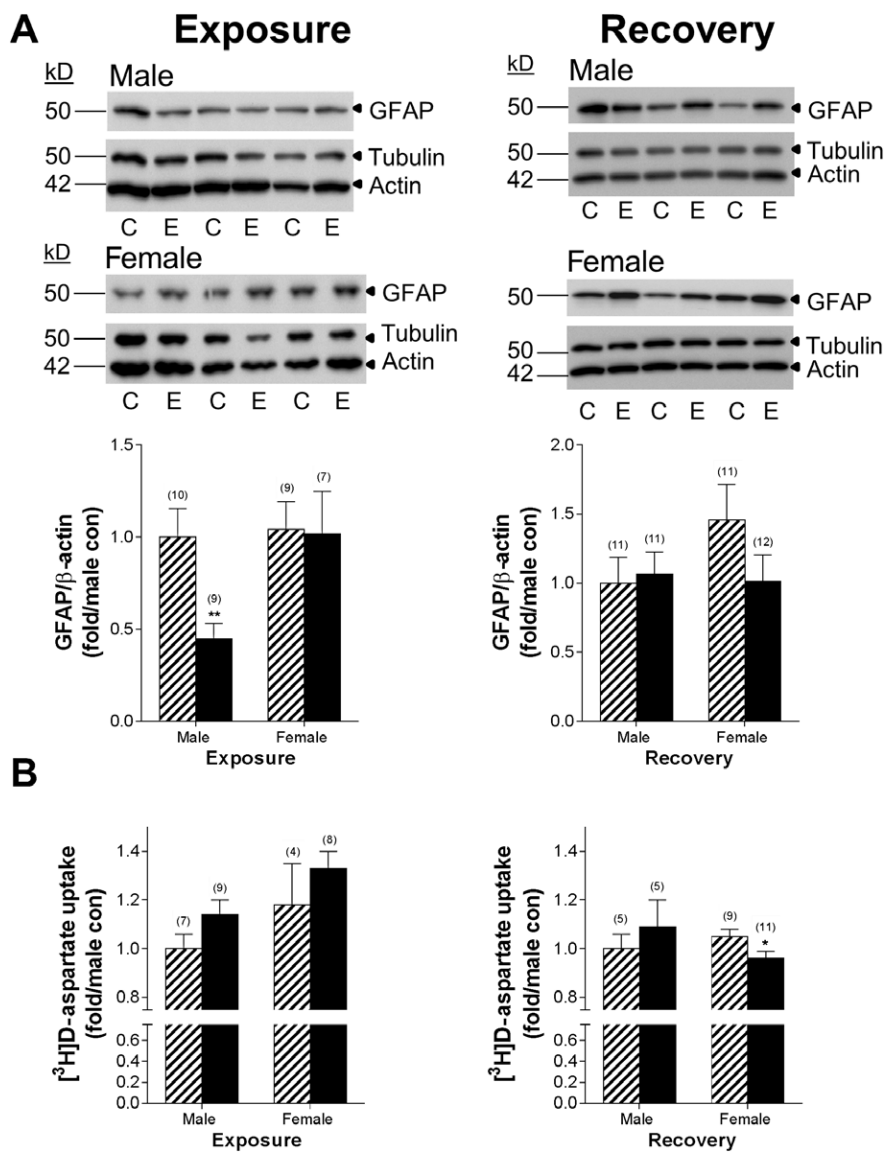 A Exposure Recovery
kD Male
50 GFAP
50 Tubulin
42 Actin
C E C E C E
kD Female
50 GFAP
50 Tubulin
42 Actin
C E C E C E
kD Male
50 GFAP
50 Tubulin
42 Actin
C E C E C E
Female
50 GFAP
50 Tubulin
42 Actin
C E C E C E
GFAP/β-actin
(fold/male con)
1.5
1.0
0.5
0.0
(10) (9) (9) (7)
**
Male Female
Exposure
GFAP/β-actin
(fold/male con)
2.0
1.5
1.0
0.5
0.0
(11) (11) (11) (12)
Male Female
Recovery
B
[³H]D-aspartate uptake
(fold/male con)
1.4
1.2
1.0
0.8
0.6
0.4
0.2
0.0
(7) (9) (4) (8)
Male Female
Exposure
[³H]D-aspartate uptake
(fold/male con)
1.4
1.2
1.0
0.8
0.6
0.4
0.2
0.0
(5) (5) (9) (11)
*
Male Female
Recovery